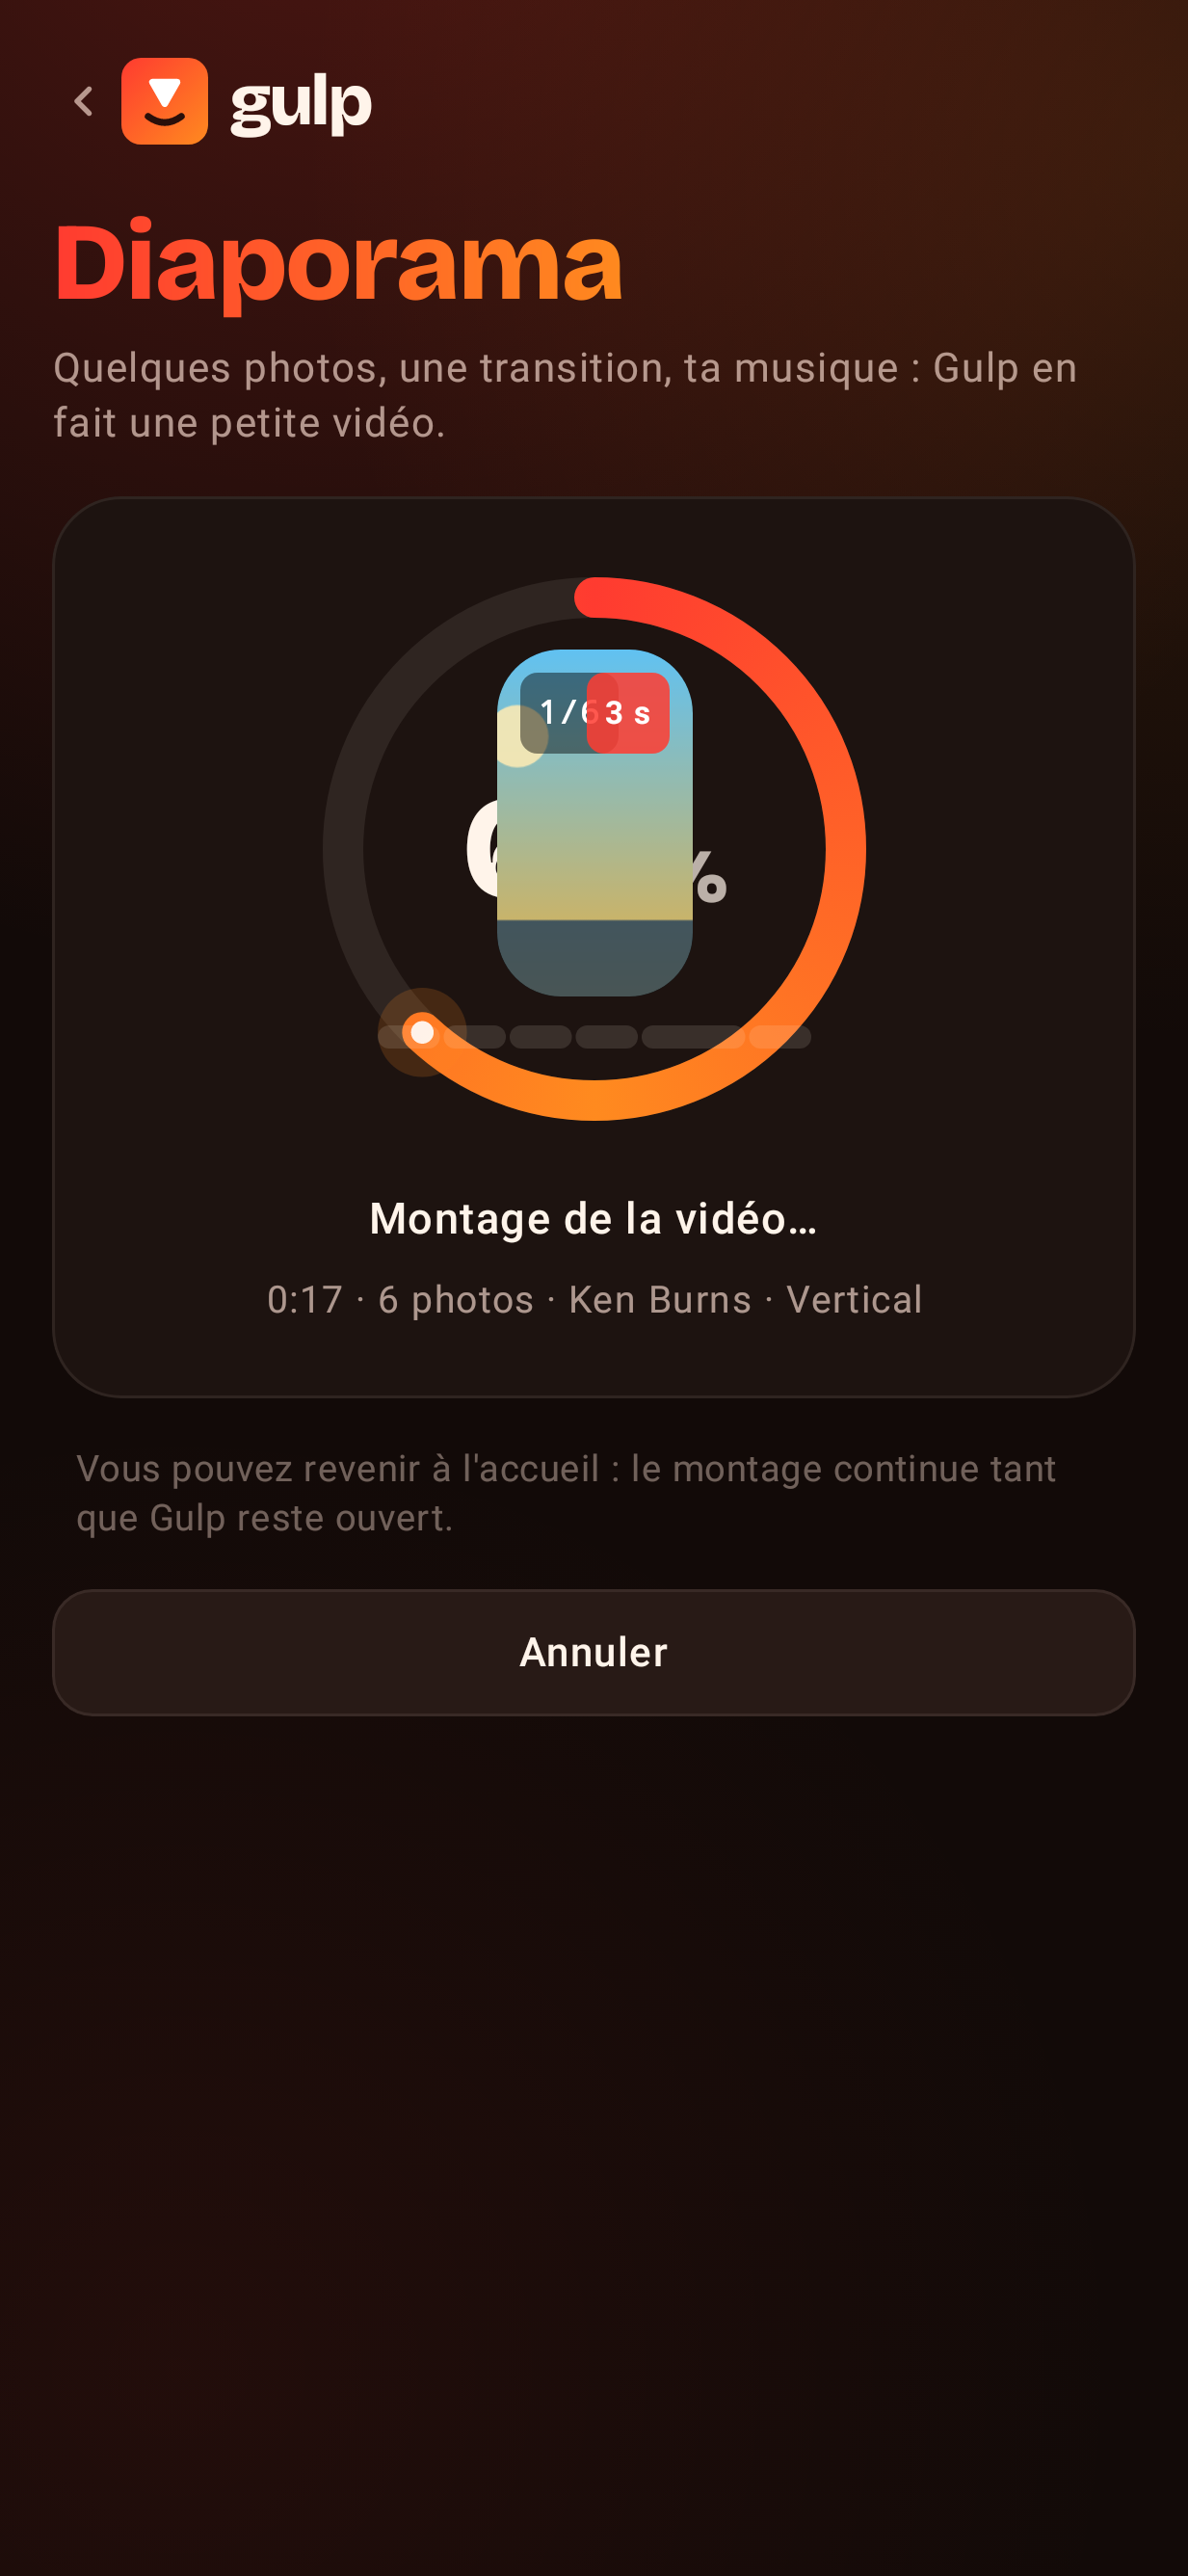 gulp
Diaporama
Quelques photos, une transition, ta musique : Gulp en
fait une petite vidéo.
1/6
3 s
%
Montage de la vidéo…
0:17 · 6 photos · Ken Burns · Vertical
Vous pouvez revenir à l'accueil : le montage continue tant
que Gulp reste ouvert.
Annuler